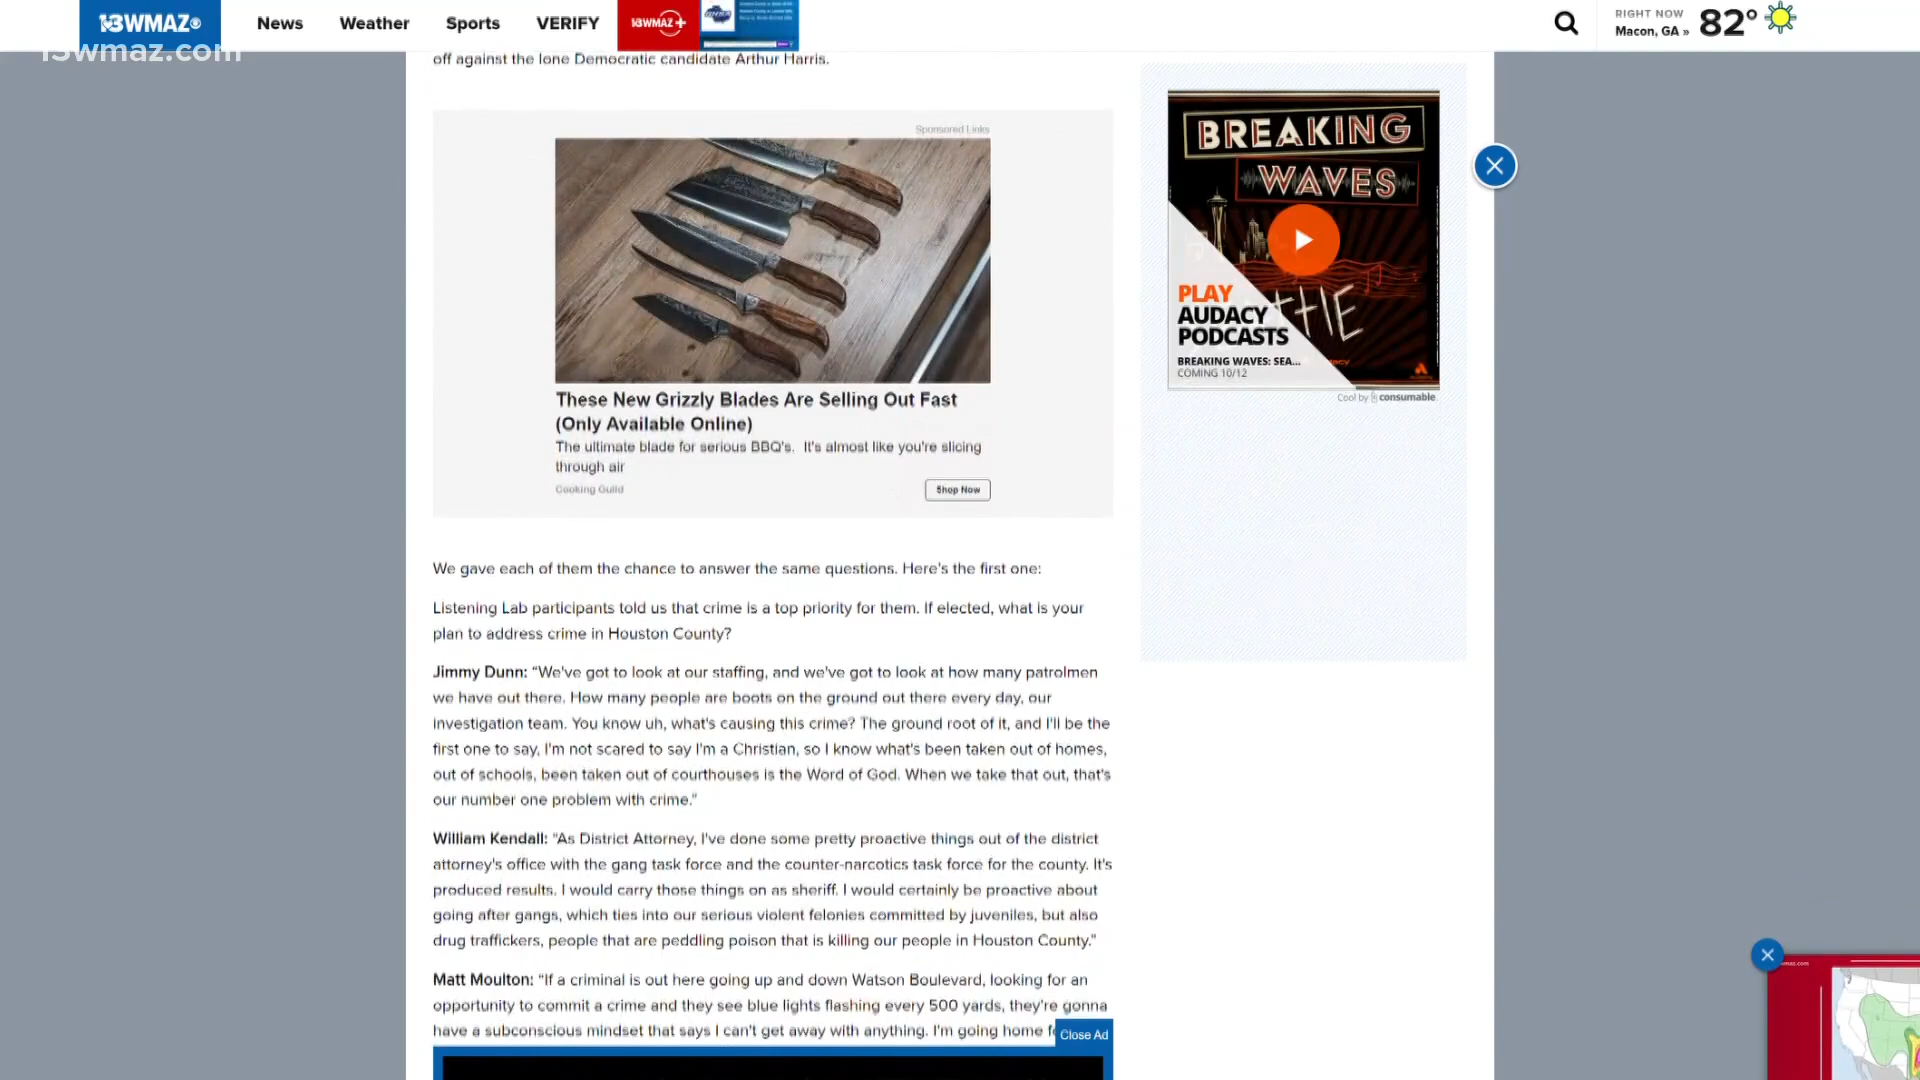 13WMAZ
News
Weather
Sports
VERIFY
13WMAZ+
RIGHT NOW
Macon, GA »
82°
13wmaz.com
off against the lone Democratic candidate Arthur Harris.
Sponsored Links
These New Grizzly Blades Are Selling Out Fast
(Only Available Online)
The ultimate blade for serious BBQ's. It's almost like you're slicing
through air
Cooking Guild
Shop Now
BREAKING
WAVES
THE
PLAY
AUDACY
PODCASTS
BREAKING WAVES: SEA...
COMING 10/12
Cool by consumable
We gave each of them the chance to answer the same questions. Here's the first one:
Listening Lab participants told us that crime is a top priority for them. If elected, what is your
plan to address crime in Houston County?
Jimmy Dunn: “We've got to look at our staffing, and we've got to look at how many patrolmen
we have out there. How many people are boots on the ground out there every day, our
investigation team. You know uh, what's causing this crime? The ground root of it, and I'll be the
first one to say, I'm not scared to say I'm a Christian, so I know what's been taken out of homes,
out of schools, been taken out of courthouses is the Word of God. When we take that out, that's
our number one problem with crime.”
William Kendall: “As District Attorney, I've done some pretty proactive things out of the district
attorney's office with the gang task force and the counter-narcotics task force for the county. It's
produced results. I would carry those things on as sheriff. I would certainly be proactive about
going after gangs, which ties into our serious violent felonies committed by juveniles, but also
drug traffickers, people that are peddling poison that is killing our people in Houston County.”
Matt Moulton: “If a criminal is out here going up and down Watson Boulevard, looking for an
opportunity to commit a crime and they see blue lights flashing every 500 yards, they're gonna
have a subconscious mindset that says I can't get away with anything. I'm going home
Close Ad